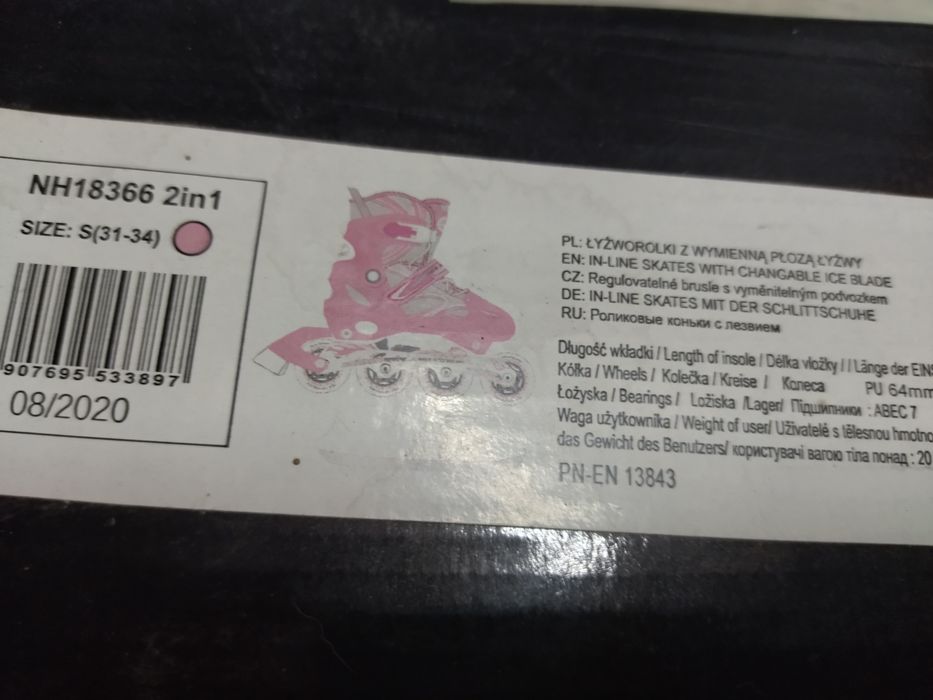 NH18366 2in1
SIZE: S(31-34)
907695 533897
08/2020
PL: ŁYŻWOROLKI Z WYMIENNĄ PŁOZĄ ŁYŻWY
EN: IN-LINE SKATES WITH CHANGABLE ICE BLADE
CZ: Regulovatelné brusle s vyměnitelným podvozkem
DE: IN-LINE SKATES MIT DER SCHLITTSCHUHE
RU: Роликовые коньки с лезвием
Długość wkładki / Length of insole / Délka vložky / / Länge der EINS
Kółka / Wheels / Kolečka / Kreise / Колеса PU 64mm
Łożyska / Bearings / Ložiska /Lager/ Підшипники : ABEC 7
Waga użytkownika / Weight of user/ Uživatelé s tělesnou hmotno
das Gewicht des Benutzers/ користувачі вагою тіла понад : 20
PN-EN 13843